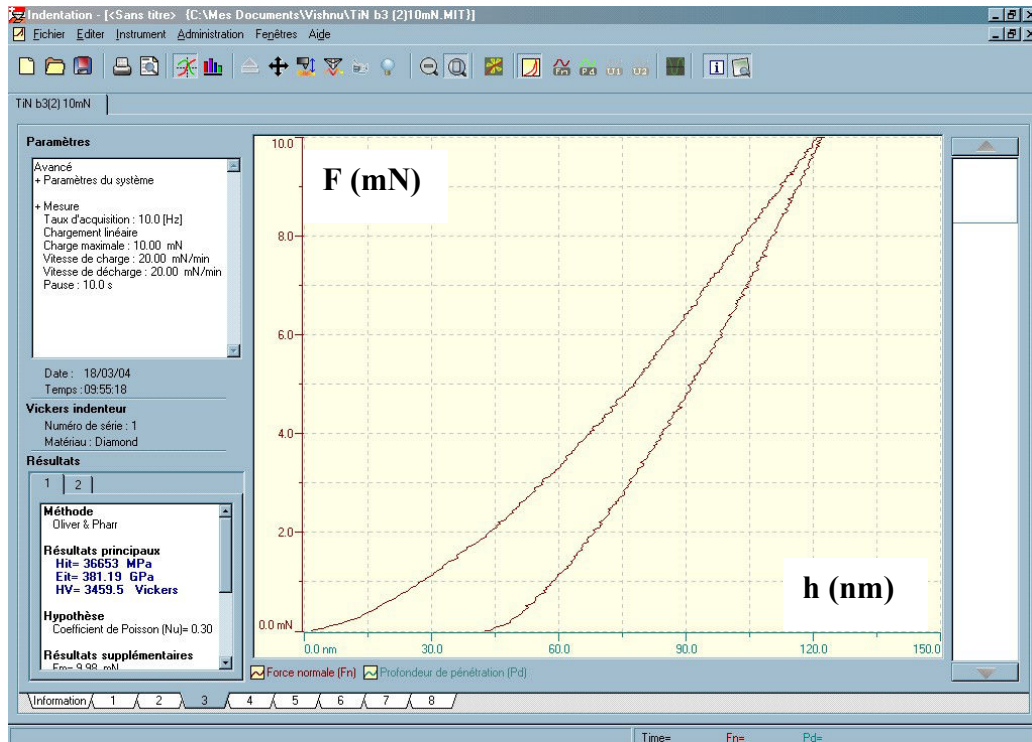 Indentation - [<Sans titre> {C:\Mes Documents\Vishnu\TiN b3 (2)10mN.MIT}]
Fichier Editer Instrument Administration Fenêtres Aide
TiN b3(2) 10mN
Paramètres
Avancé
+ Paramètres du système
+ Mesure
Taux d'acquisition : 10.0 [Hz]
Chargement linéaire
Charge maximale : 10.00 mN
Vitesse de charge : 20.00 mN/min
Vitesse de décharge : 20.00 mN/min
Pause : 10.0 s
Date : 18/03/04
Temps : 09:55:18
Vickers indenteur
Numéro de série : 1
Matériau : Diamond
Résultats
1 2
Méthode
Oliver & Pharr
Résultats principaux
Hit= 36653 MPa
Eit= 381.19 GPa
HV= 3459.5 Vickers
Hypothèse
Coefficient de Poisson (Nu)= 0.30
Résultats supplémentaires
Fm= 9.98 mN
10.0
F (mN)
8.0
6.0
4.0
2.0
h (nm)
0.0 mN
0.0 nm 30.0 60.0 90.0 120.0 150.0
Force normale (Fn) Profondeur de pénétration (Pd)
Information 1 2 3 4 5 6 7 8
Time= Fn= Pd=